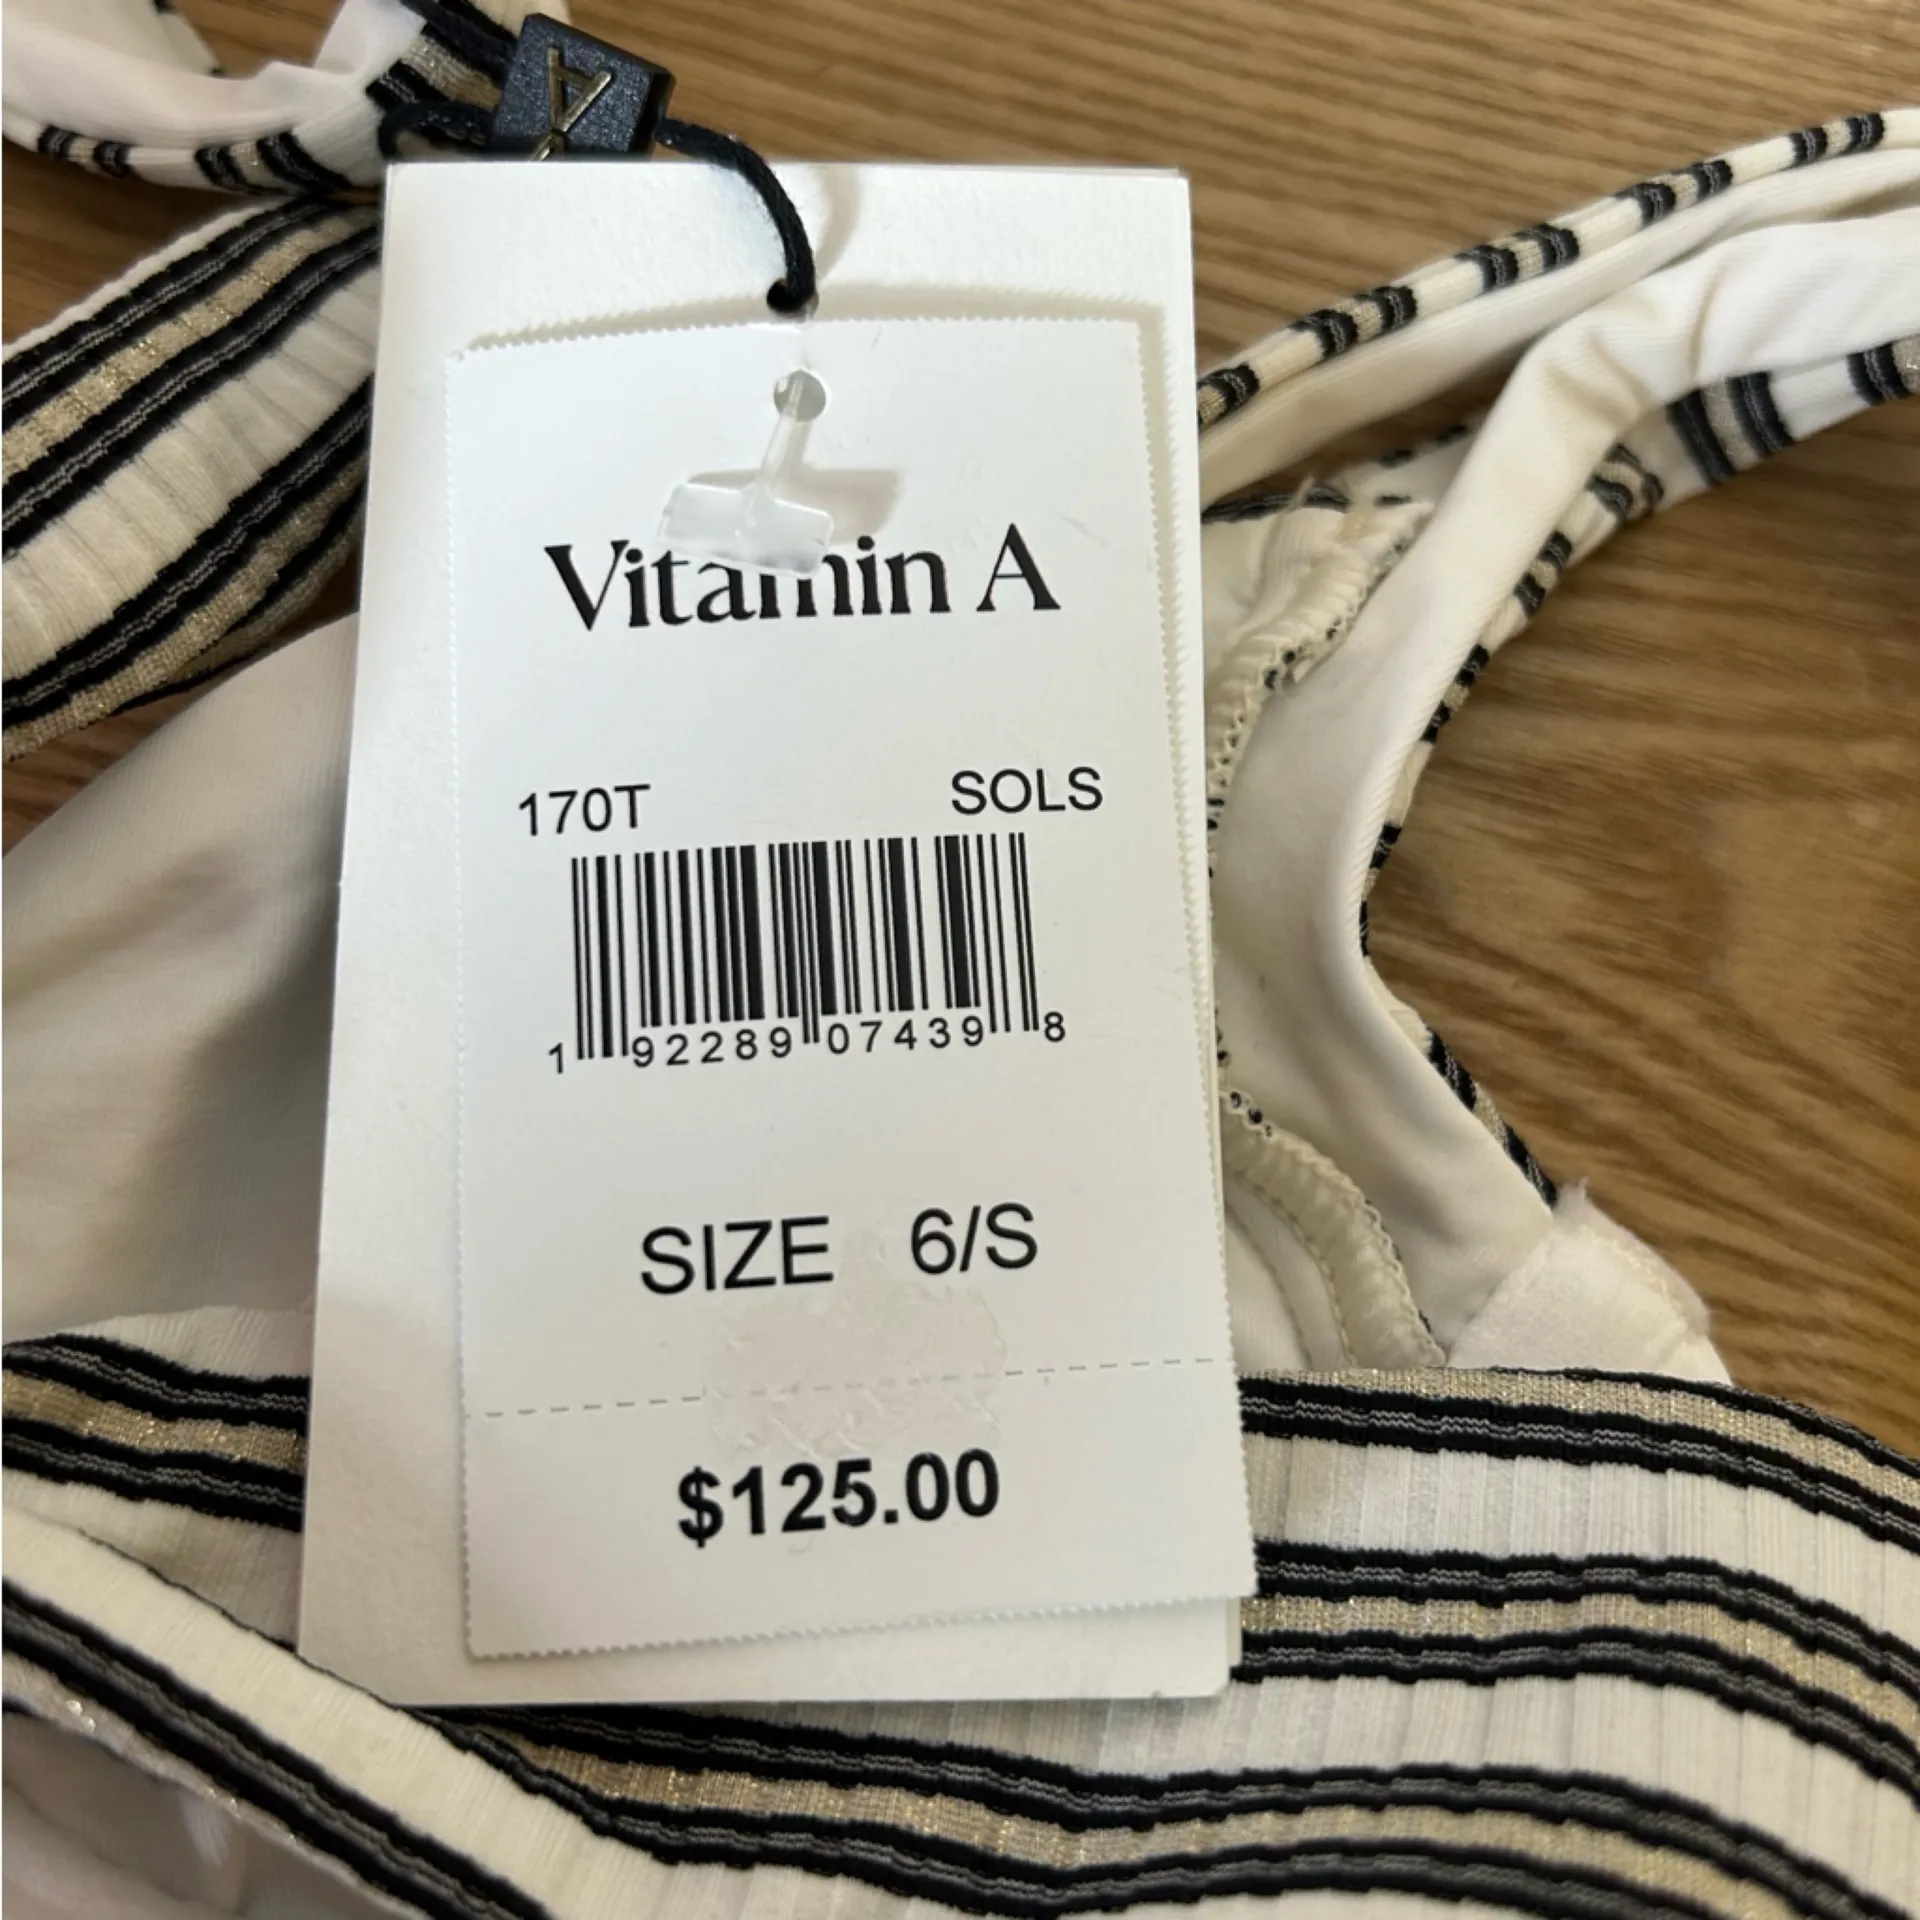 Vitamin A
170T SOLS
1 92289 07439 8
SIZE 6/S
$125.00